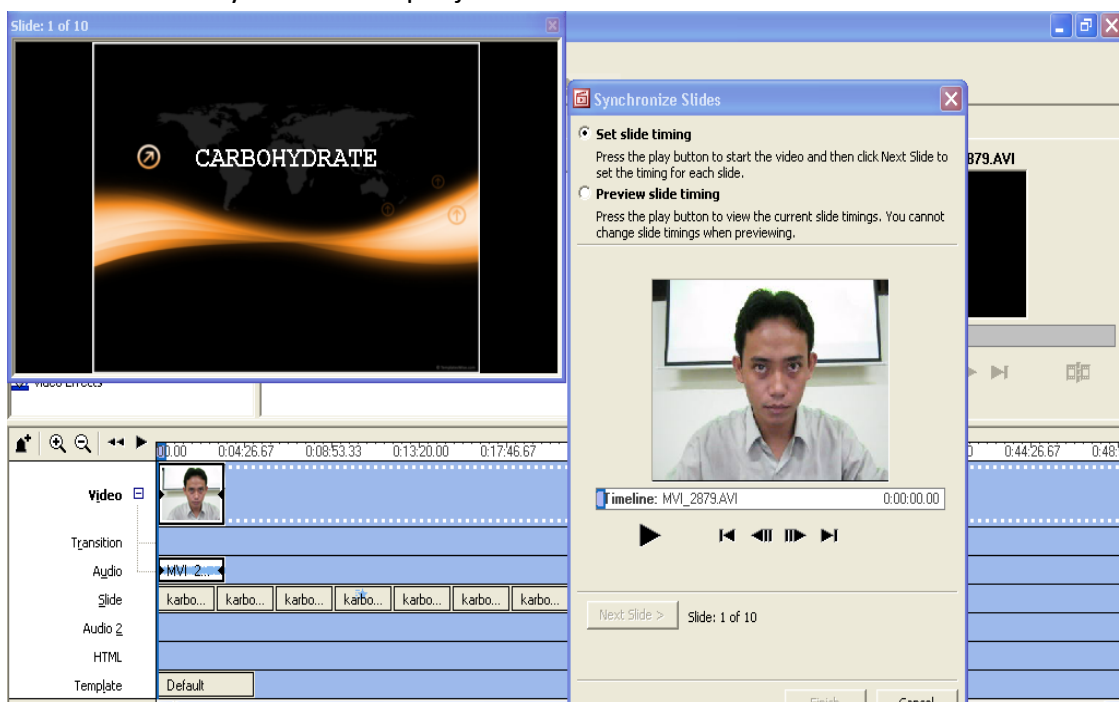 Slide: 1 of 10
CARBOHYDRATE
Synchronize Slides
Set slide timing
Press the play button to start the video and then click Next Slide to
set the timing for each slide.
Preview slide timing
Press the play button to view the current slide timings. You cannot
change slide timings when previewing.
879.AVI
Timeline: MVI_2879.AVI 0:00:00.00
Next Slide > Slide: 1 of 10
Finish Cancel
Video Effects
00.00 0:04:26.67 0:08:53.33 0:13:20.00 0:17:46.67 0:44:26.67 0:48:
Video
Transition
Audio MVI_2...
Slide karbo... karbo... karbo... karbo... karbo... karbo... karbo...
Audio 2
HTML
Template Default